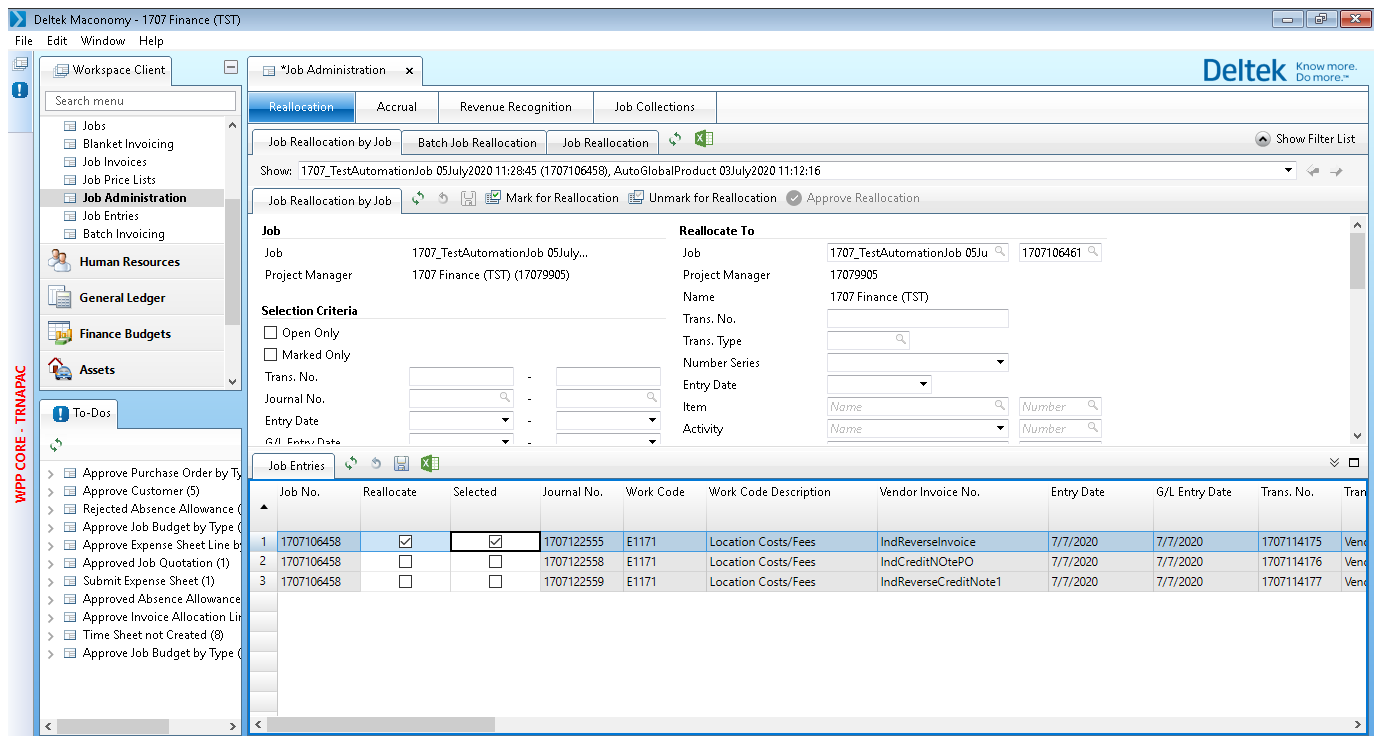 Deltek Maconomy - 1707 Finance (TST)
File Edit Window Help
Workspace Client
*Job Administration
Deltek Know more. Do more.™
Search menu
Jobs
Blanket Invoicing
Job Invoices
Job Price Lists
Job Administration
Job Entries
Batch Invoicing
Human Resources
General Ledger
Finance Budgets
Assets
WPP CORE - TRNAPAC
To-Dos
Approve Purchase Order by Ty
Approve Customer (5)
Rejected Absence Allowance (
Approve Job Budget by Type (
Approve Expense Sheet Line by
Approved Job Quotation (1)
Submit Expense Sheet (1)
Approved Absence Allowance
Approve Invoice Allocation Lin
Time Sheet not Created (8)
Approve Job Budget by Type (
Reallocation Accrual Revenue Recognition Job Collections
Job Reallocation by Job Batch Job Reallocation Job Reallocation Show Filter List
Show: 1707_TestAutomationJob 05July2020 11:28:45 (1707106458), AutoGlobalProduct 03July2020 11:12:16
Job Reallocation by Job Mark for Reallocation Unmark for Reallocation Approve Reallocation
Job
Job 1707_TestAutomationJob 05July...
Project Manager 1707 Finance (TST) (17079905)
Selection Criteria
Open Only
Marked Only
Trans. No. -
Journal No. -
Entry Date -
G/L Entry Date -
Reallocate To
Job 1707_TestAutomationJob 05Ju 1707106461
Project Manager 17079905
Name 1707 Finance (TST)
Trans. No.
Trans. Type
Number Series
Entry Date
Item Name Number
Activity Name Number
Job Entries
Job No. Reallocate Selected Journal No. Work Code Work Code Description Vendor Invoice No. Entry Date G/L Entry Date Trans. No. Tran
1 1707106458 1707122555 E1171 Location Costs/Fees IndReverseInvoice 7/7/2020 7/7/2020 1707114175 Venc
2 1707106458 1707122558 E1171 Location Costs/Fees IndCreditNOtePO 7/7/2020 7/7/2020 1707114176 Venc
3 1707106458 1707122559 E1171 Location Costs/Fees IndReverseCreditNote1 7/7/2020 7/7/2020 1707114177 Venc